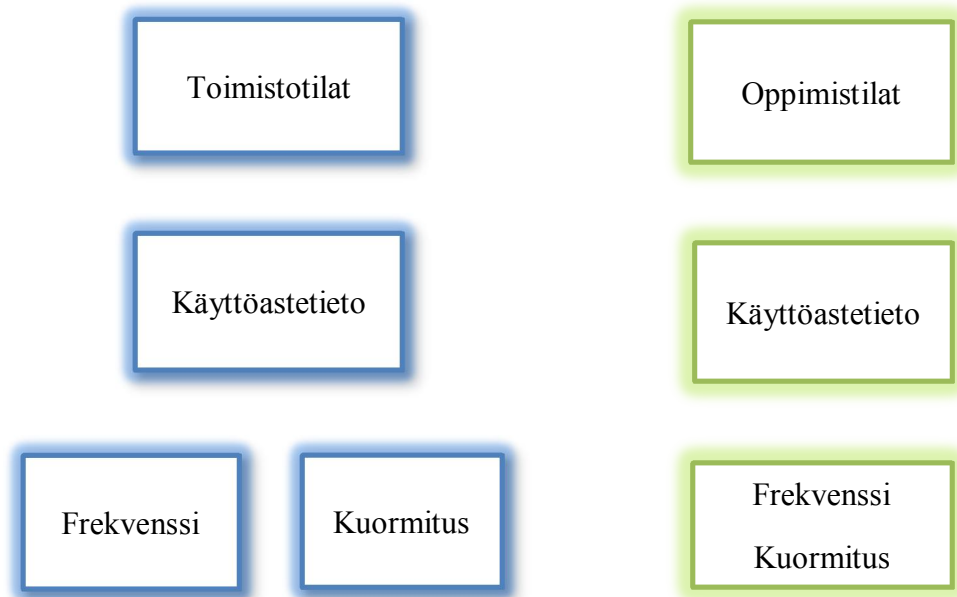 Toimistotilat
Oppimistilat
Käyttöastetieto
Käyttöastetieto
Frekvenssi
Kuormitus
Frekvenssi
Kuormitus